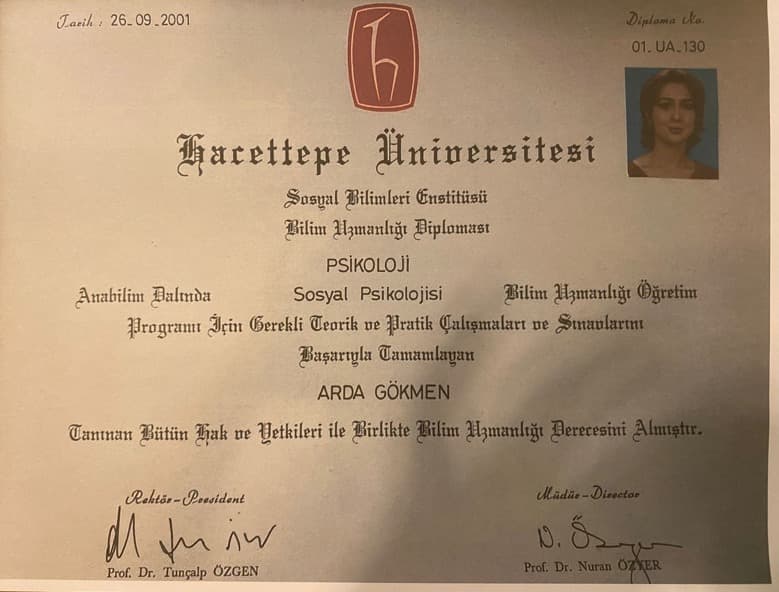 Tarih : 26-09-2001
Diploma No.
01-UA-130
Hacettepe Üniversitesi
Sosyal Bilimleri Enstitüsü
Bilim Uzmanlığı Diploması
PSİKOLOJİ
Anabilim Dalında Sosyal Psikolojisi Bilim Uzmanlığı Öğretim
Programı İçin Gerekli Teorik ve Pratik Çalışmaları ve Sınavlarını
Başarıyla Tamamlayan
ARDA GÖKMEN
Tanınan Bütün Hak ve Yetkileri ile Birlikte Bilim Uzmanlığı Derecesini Almıştır.
Rektör-President
Müdür-Director
N. Özyer
Prof. Dr. Tunçalp ÖZGEN
Prof. Dr. Nuran ÖZYER